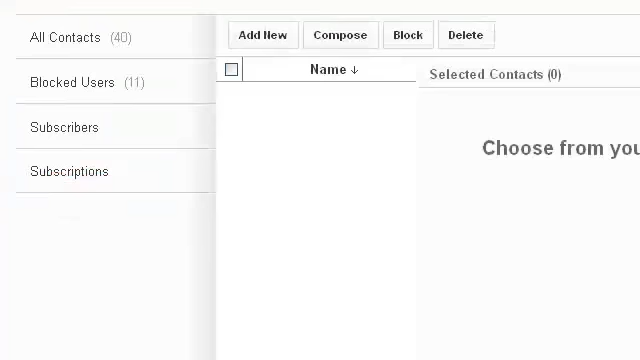 All Contacts (40)
Blocked Users (11)
Subscribers
Subscriptions
Add New
Compose
Block
Delete
Name ↓
Selected Contacts (0)
Choose from